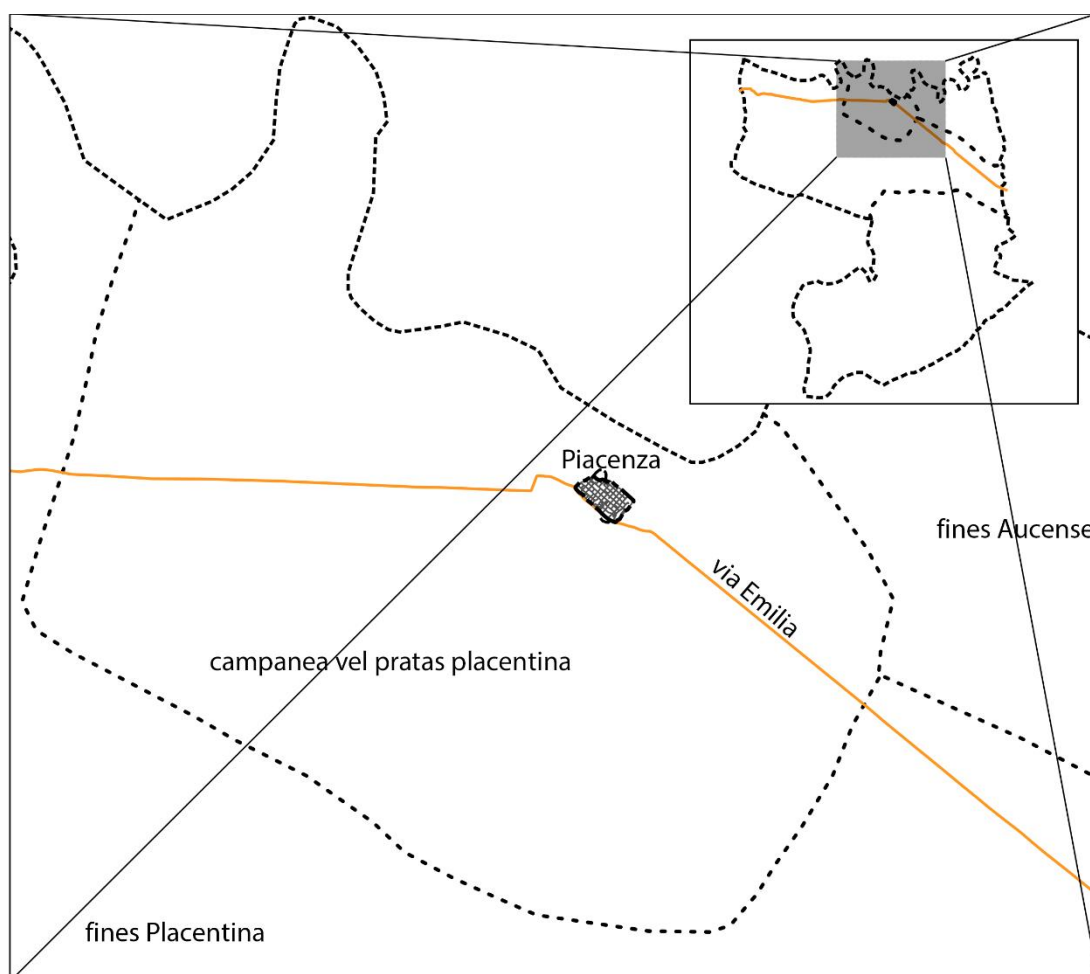 Piacenza
fines Aucense
via Emilia
campanea vel pratas placentina
fines Placentina